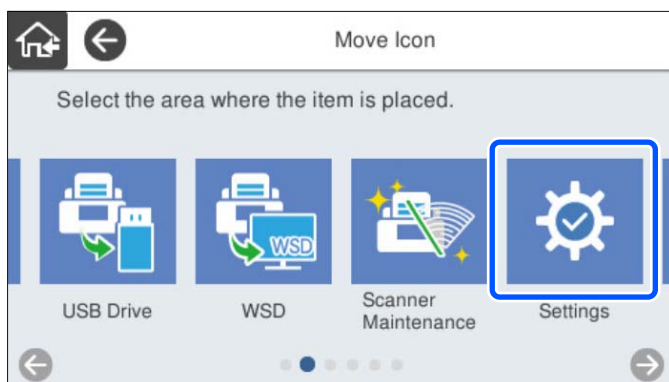 Move Icon
Select the area where the item is placed.
WSD
USB Drive
WSD
Scanner
Maintenance
Settings